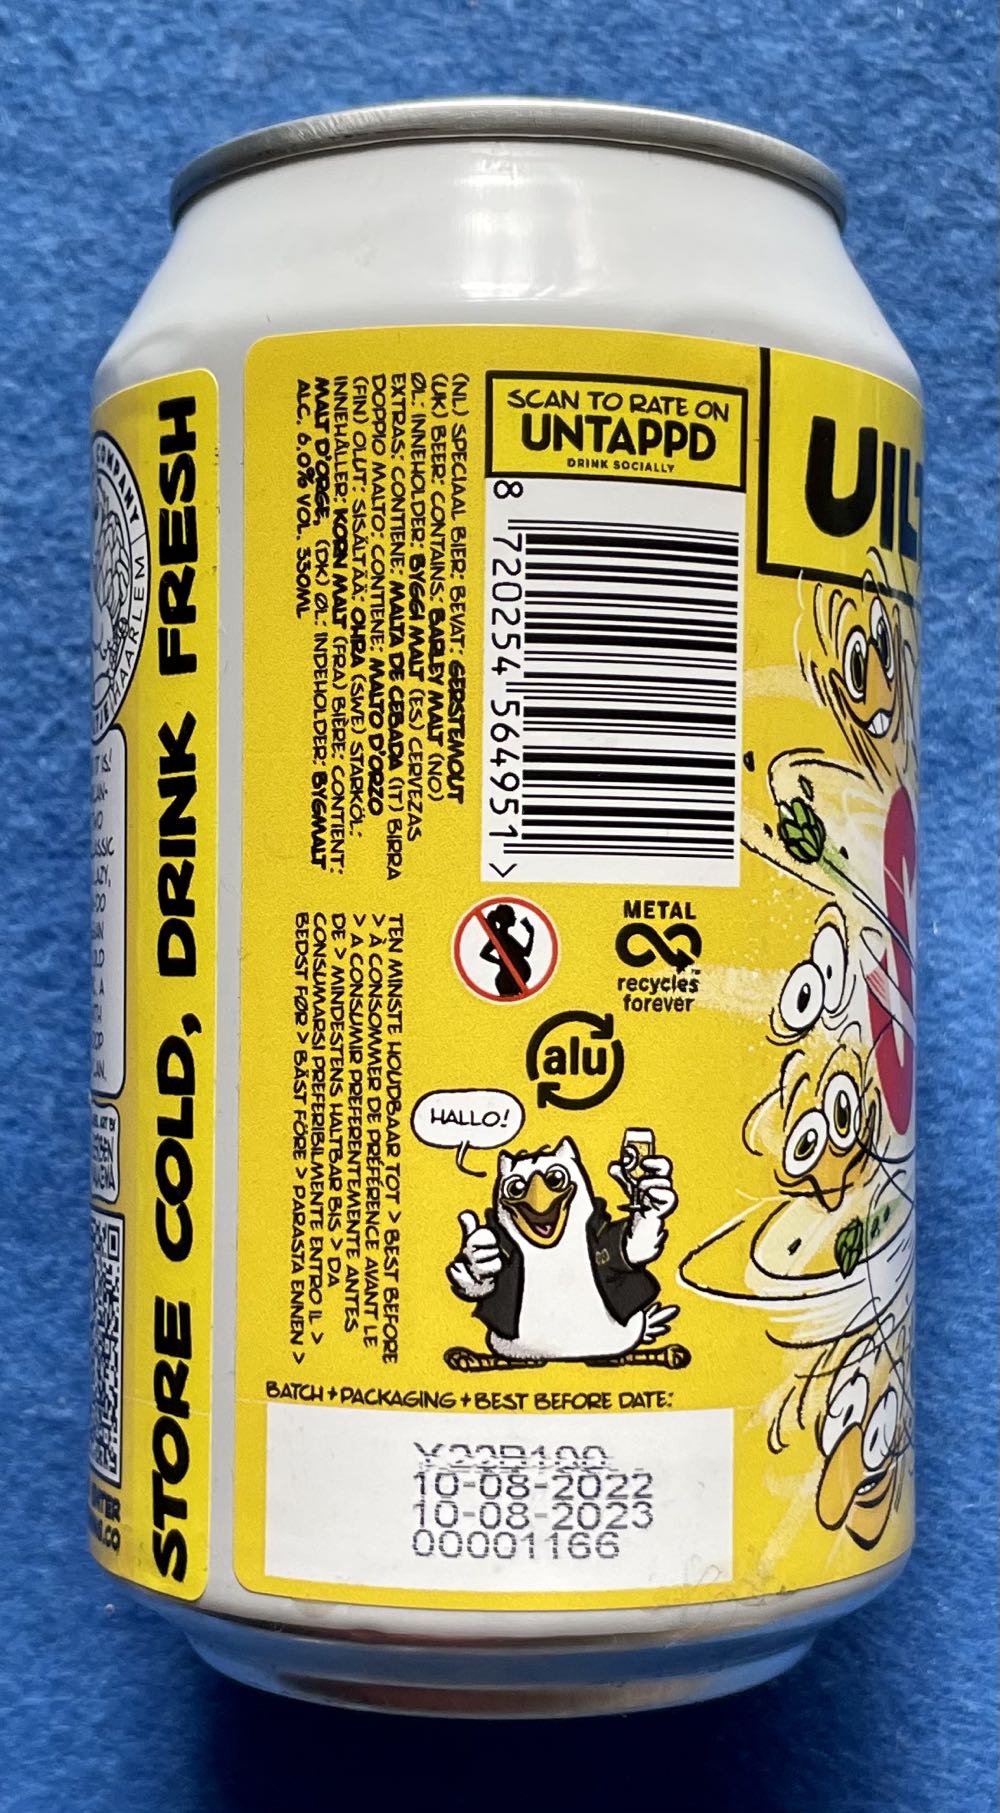 COMPANY
HAARLEM
STORE COLD, DRINK FRESH
SCAN TO RATE ON
UNTAPPD
DRINK SOCIALLY
8 720254 564951 >
(NL) SPECIAAL BIER: BEVAT: GERSTEMOUT
(UK) BEER: CONTAINS: BARLEY MALT (NO)
ØL: INNEHOLDER: BYGGH MALT (ES) CERVEZAS
EXTRAS: CONTIENE: MALTA DE CEBADA (IT) BIRRA
DOPPIO MALTO: CONTIENE: MALTO D'ORZO
(FIN) OLUT: SISÄLTÄÄ: OHRA (SWE) STARKÖL:
INNEHÅLLER: KORN MALT (FRA) BIÈRE: CONTIENT:
MALT D'ORGE, (DK) ØL: INDEHOLDER: BYGMALT
ALC. 6.0% VOL. 330ML
METAL
recycles
forever
alu
HALLO!
TEN MINSTE HOUDBAAR TOT > BEST BEFORE
> À CONSOMMER DE PRÉFÉRENCE AVANT LE
> A CONSUMIR PREFERENTEMENTE ANTES
DE > MINDESTENS HALTBAR BIS > DA
CONSUMARSI PREFERIBILMENTE ENTRO IL >
BEDST FØR > BÄST FÖRE > PARASTA ENNEN >
BATCH + PACKAGING + BEST BEFORE DATE:
Y22B100
10-08-2022
10-08-2023
00001166